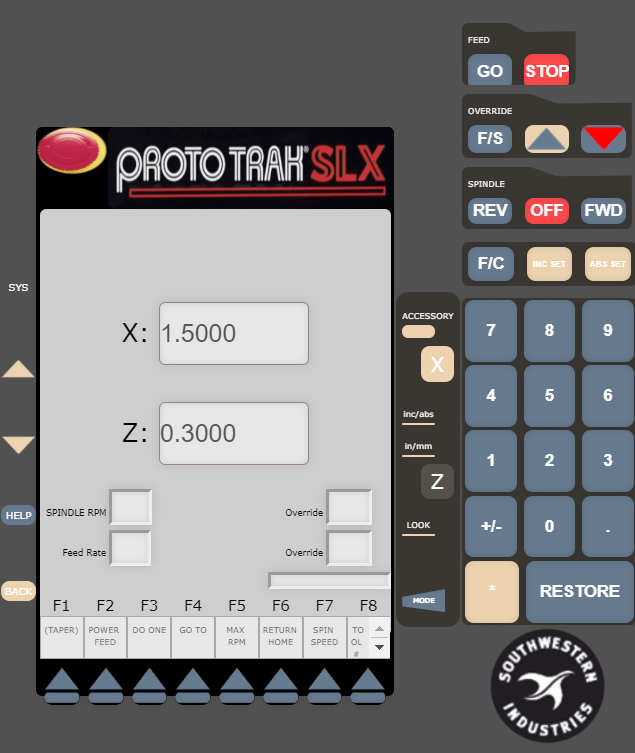 FEED
GO STOP
OVERRIDE
F/S
PROTOTRAK® SLX
SPINDLE
REV OFF FWD
F/C INC SET ABS SET
SYS
X: 1.5000
Z: 0.3000
ACCESSORY
X
inc/abs
in/mm
Z
LOOK
MODE
7 8 9
4 5 6
1 2 3
+/- 0 .
* RESTORE
HELP
BACK
SPINDLE RPM Override
Feed Rate Override
F1 F2 F3 F4 F5 F6 F7 F8
(TAPER) POWER FEED DO ONE GO TO MAX RPM RETURN HOME SPIN SPEED TO OL #
SOUTHWESTERN
INDUSTRIES